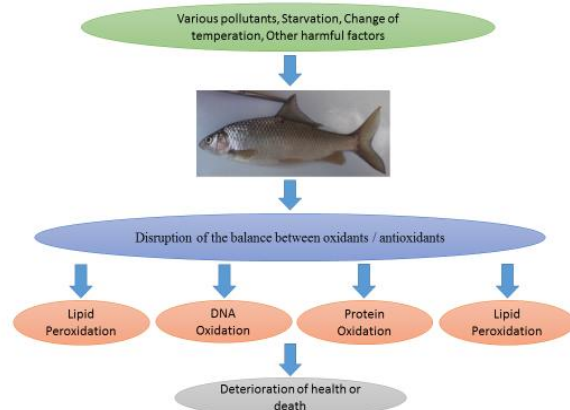 Various pollutants, Starvation, Change of
temperation, Other harmful factors
Disruption of the balance between oxidants / antioxidants
Lipid
Peroxidation
DNA
Oxidation
Protein
Oxidation
Lipid
Peroxidation
Deterioration of health or
death